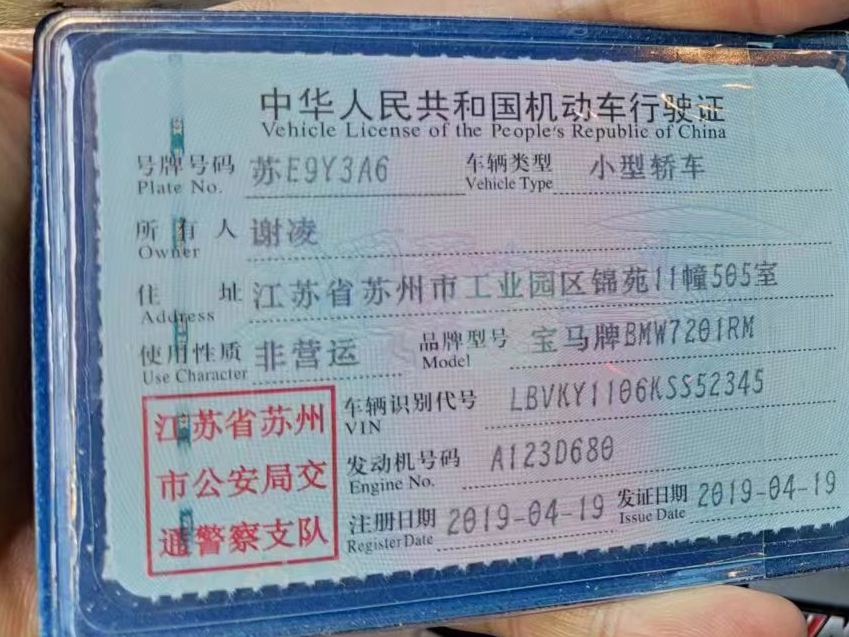 中华人民共和国机动车行驶证
Vehicle License of the People's Republic of China
号牌号码 苏E9Y3A6 车辆类型 小型轿车
Plate No. Vehicle Type
所有人 谢凌
Owner
住址 江苏省苏州市工业园区锦苑11幢505室
Address
使用性质 非营运 品牌型号 宝马牌BMW7201RM
Use Character Model
江苏省苏州
市公安局交
通警察支队
车辆识别代号 LBVKY1106KSS52345
VIN
发动机号码 A123D680
Engine No.
注册日期 2019-04-19 发证日期 2019-04-19
Register Date Issue Date